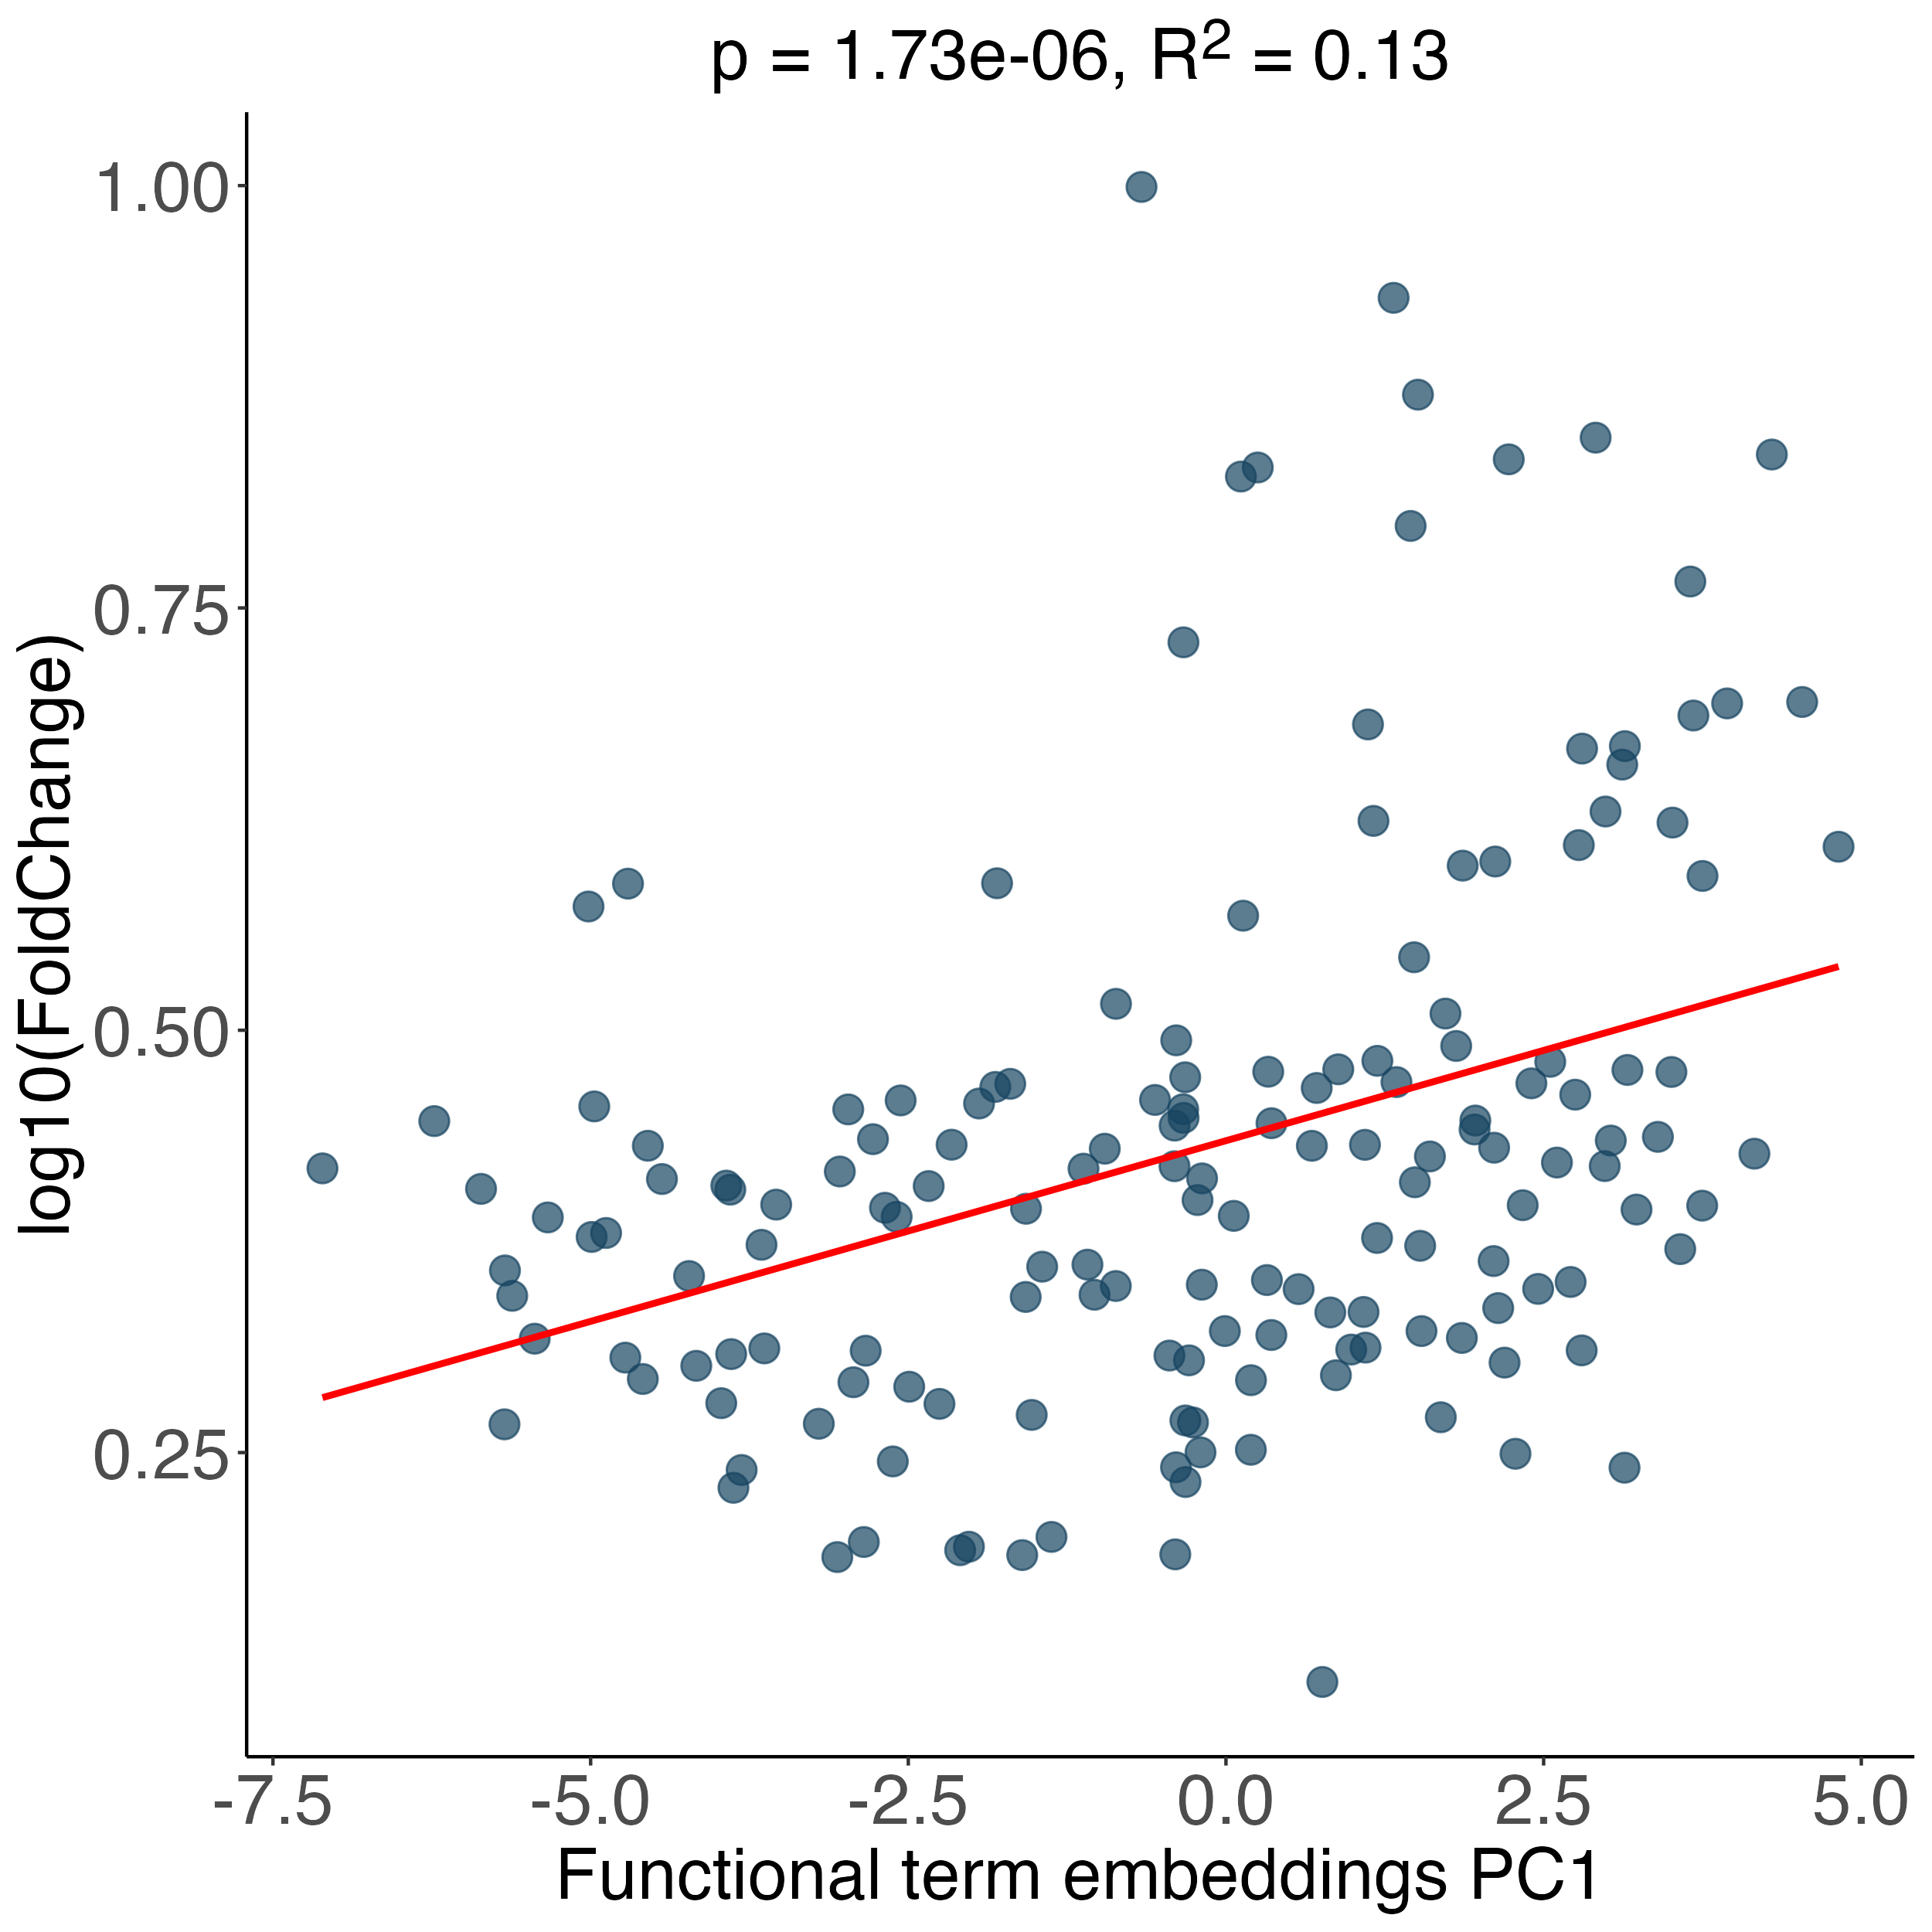 p = 1.73e-06, R² = 0.13
1.00
0.75
0.50
0.25
log10(FoldChange)
-7.5 -5.0 -2.5 0.0 2.5 5.0
Functional term embeddings PC1